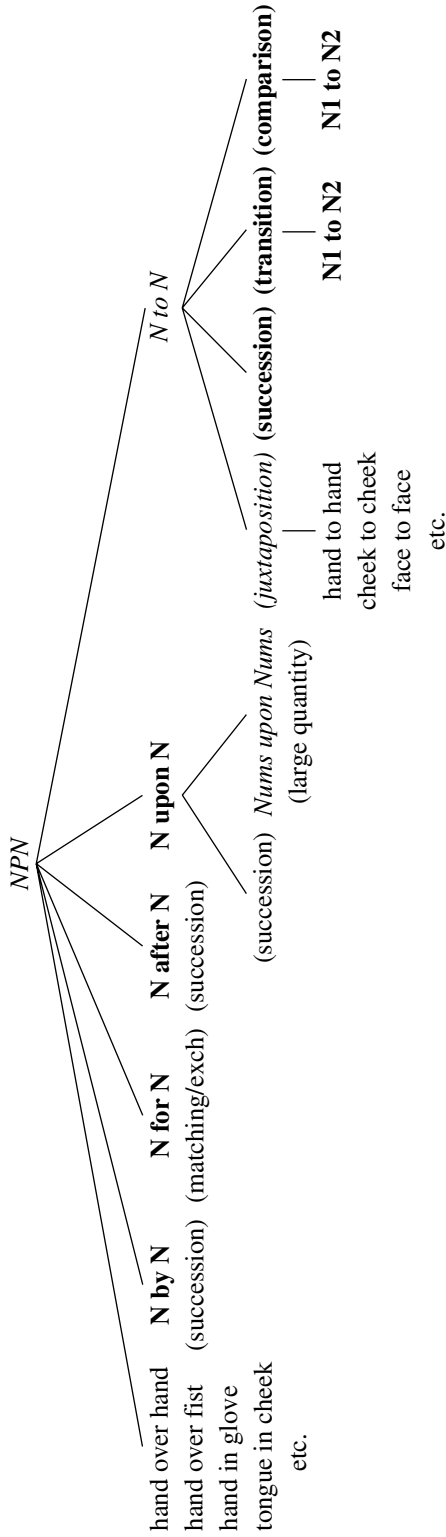 NPN
hand over hand
hand over fist
hand in glove
tongue in cheek
etc.
N by N
(succession)
N for N
(matching/exch)
N after N
(succession)
N upon N
N to N
(succession)
Nums upon Nums
(large quantity)
(juxtaposition) (succession) (transition) (comparison)
hand to hand
cheek to cheek
face to face
etc.
N1 to N2
N1 to N2